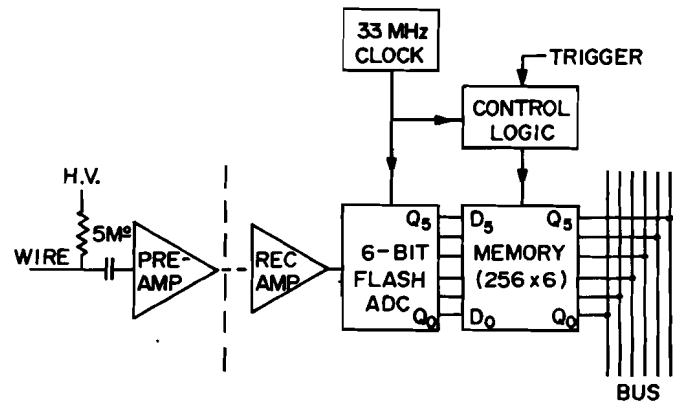 33 MHz
CLOCK
TRIGGER
CONTROL
LOGIC
H.V.
5MΩ
WIRE
PRE-
AMP
REC
AMP
Q5
6-BIT
FLASH
ADC
Q0
D5
Q5
MEMORY
(256 x 6)
D0
Q0
BUS